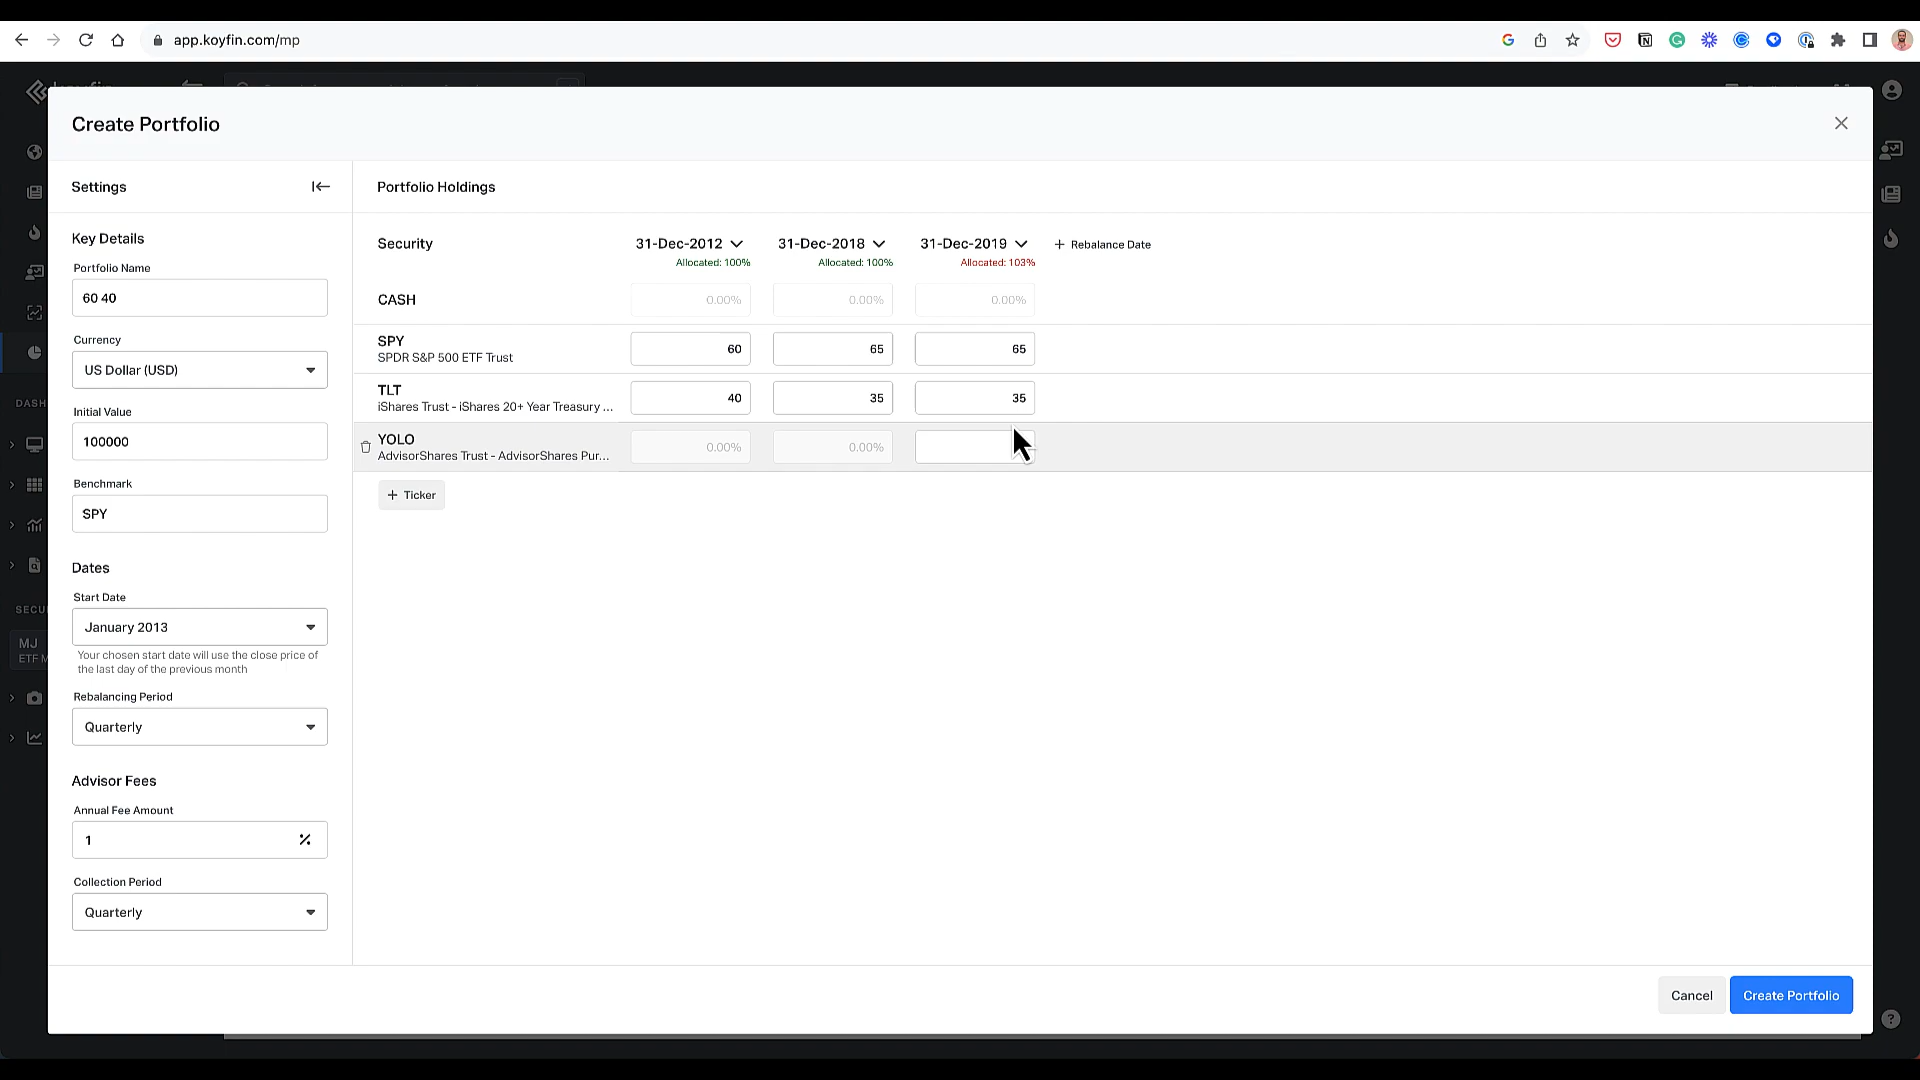 app.koyfin.com/mp
Create Portfolio
Settings
Portfolio Holdings
Key Details
Portfolio Name
60 40
Currency
US Dollar (USD)
Initial Value
100000
Benchmark
SPY
Dates
Start Date
January 2013
Your chosen start date will use the close price of
the last day of the previous month
Rebalancing Period
Quarterly
Advisor Fees
Annual Fee Amount
1 %
Collection Period
Quarterly
Security 31-Dec-2012 31-Dec-2018 31-Dec-2019 + Rebalance Date
Allocated: 100% Allocated: 100% Allocated: 103%
CASH 0.00% 0.00% 0.00%
SPY 60 65 65
SPDR S&P 500 ETF Trust
TLT 40 35 35
iShares Trust - iShares 20+ Year Treasury ...
YOLO 0.00% 0.00%
AdvisorShares Trust - AdvisorShares Pur...
+ Ticker
DASH
SECU
MJ
ETF M
Cancel
Create Portfolio